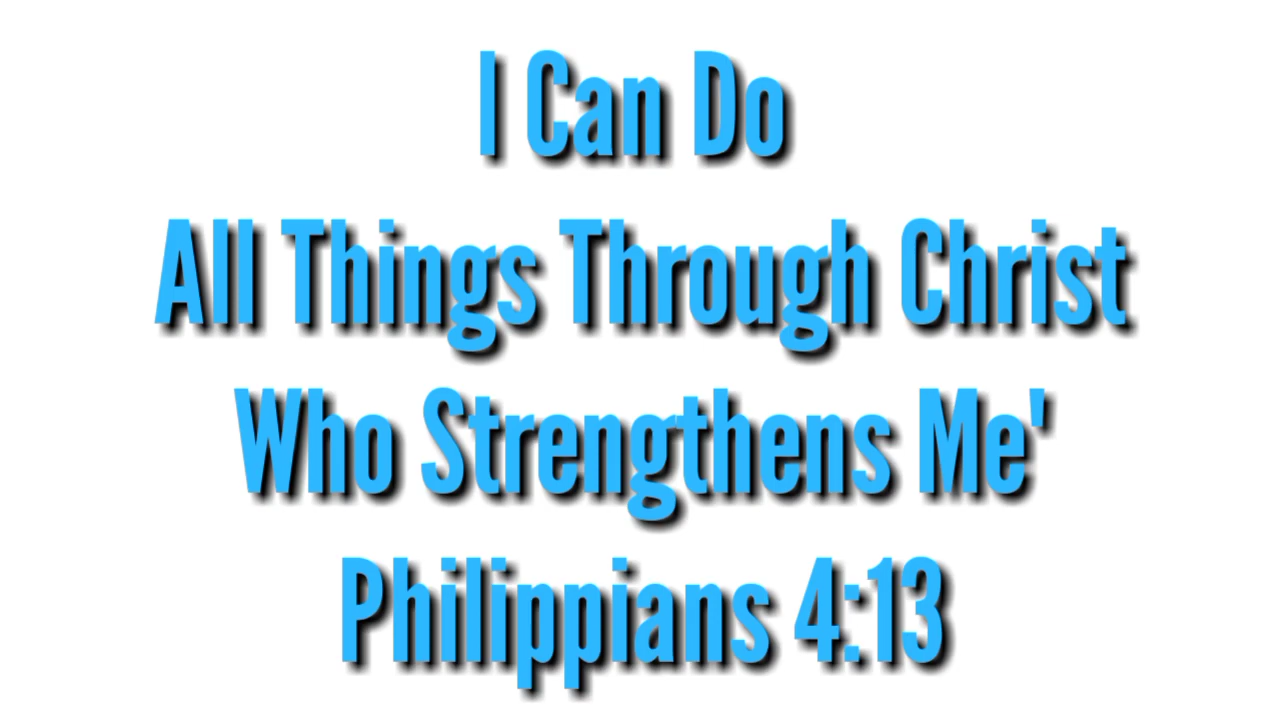 I Can Do
All Things Through Christ
Who Strengthens Me'
Philippians 4:13